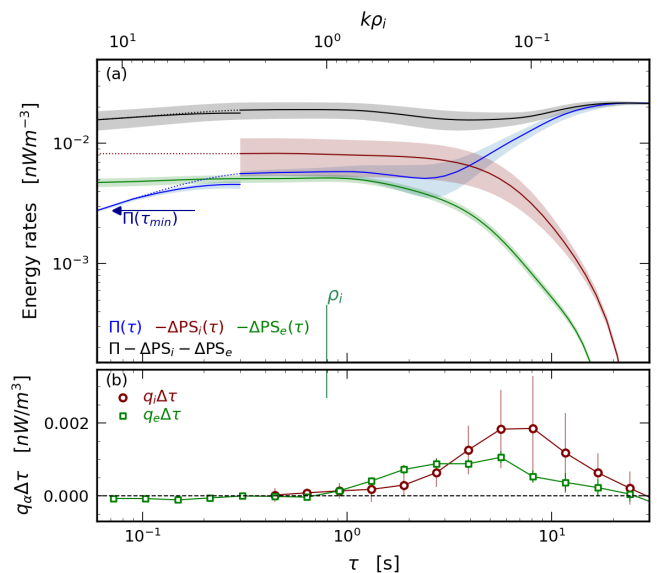 kρᵢ
10¹ 10⁰ 10⁻¹
(a)
Energy rates [nWm⁻³]
10⁻²
10⁻³
Π(τₘᵢₙ)
ρᵢ
Π(τ) −ΔPSᵢ(τ) −ΔPSₑ(τ)
Π − ΔPSᵢ − ΔPSₑ
(b)
q_αΔτ [nW/m³]
qᵢΔτ
qₑΔτ
0.002
0.000
10⁻¹ 10⁰ 10¹
τ [s]